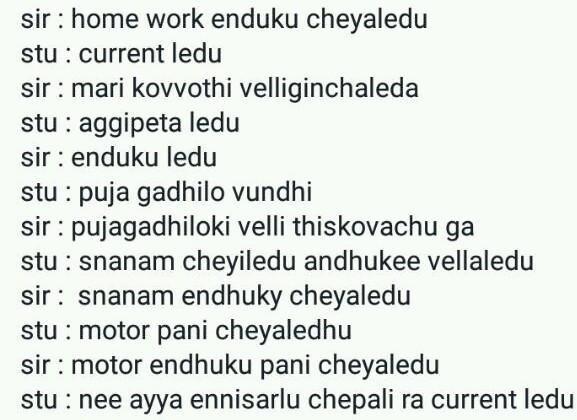 sir : home work enduku cheyaledu
stu : current ledu
sir : mari kovvothi velliginchaleda
stu : aggipeta ledu
sir : enduku ledu
stu : puja gadhilo vundhi
sir : pujagadhiloki velli thiskovachu ga
stu : snanam cheyiledu andhukee vellaledu
sir :  snanam endhuky cheyaledu
stu : motor pani cheyaledhu
sir : motor endhuku pani cheyaledu
stu : nee ayya ennisarlu chepali ra current ledu